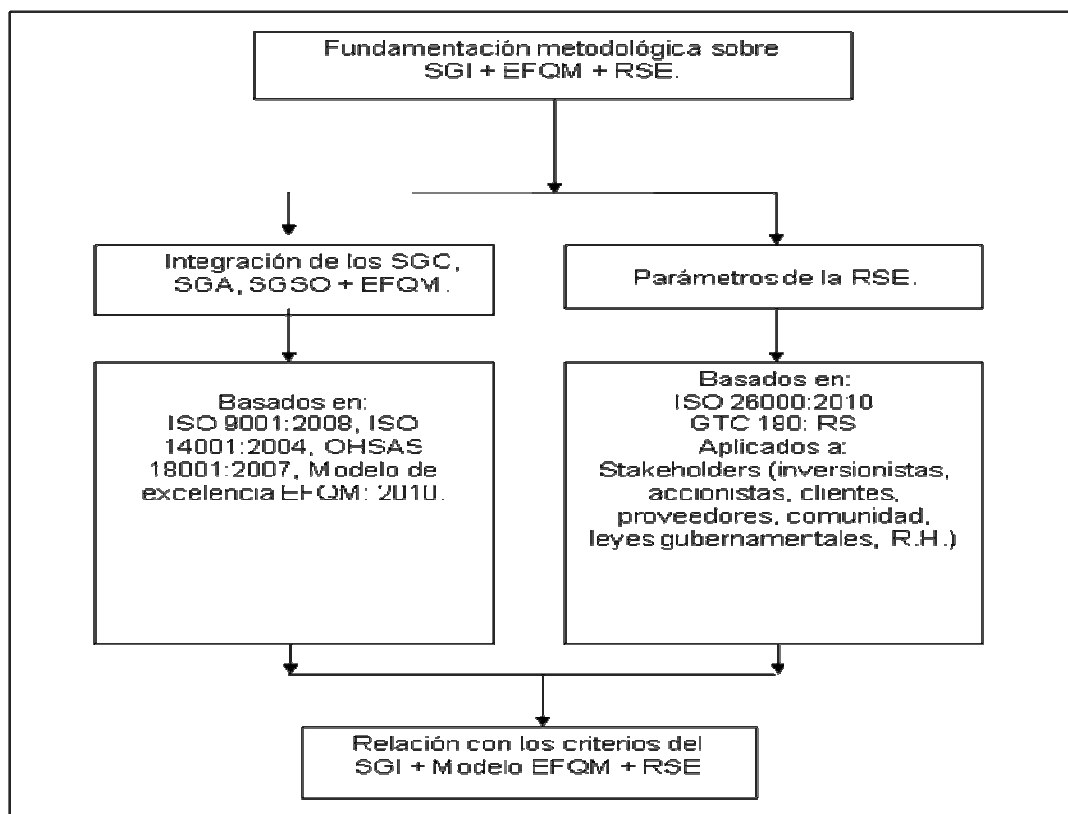 Fundamentación metodológica sobre
SGI + EFQM + RSE.
Integración de los SGC,
SGA, SGSO + EFQM.
Parámetros de la RSE.
Basados en:
ISO 9001:2008, ISO
14001:2004, OHSAS
18001:2007, Modelo de
excelencia EFQM: 2010.
Basados en:
ISO 26000:2010
GTC 180: RS
Aplicados a:
Stakeholders (inversionistas,
accionistas, clientes,
proveedores, comunidad,
leyes gubernamentales, R.H.)
Relación con los criterios del
SGI + Modelo EFQM + RSE